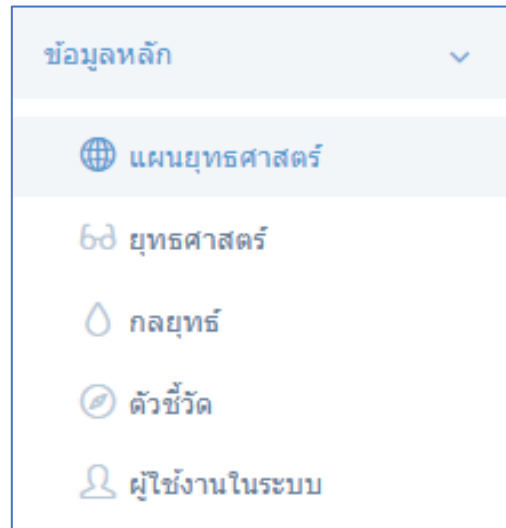 ข้อมูลหลัก
แผนยุทธศาสตร์
ยุทธศาสตร์
กลยุทธ์
ตัวชี้วัด
ผู้ใช้งานในระบบ